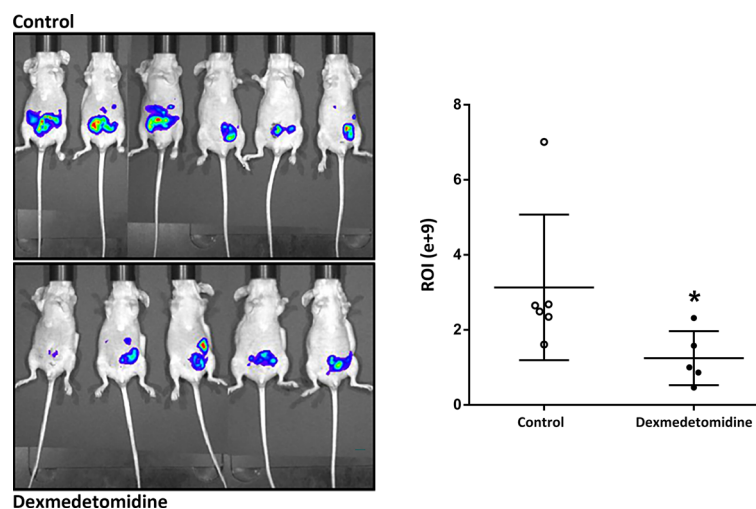 Control
Dexmedetomidine
ROI (e+9)
8
6
4
2
0
*
Control
Dexmedetomidine